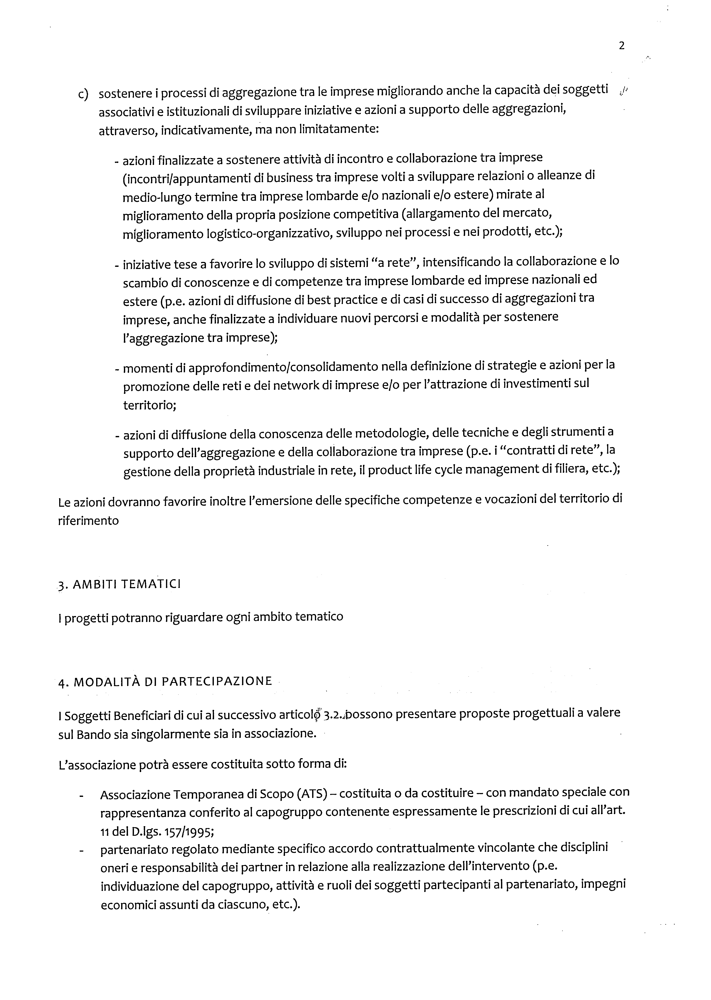 2
c) sostenere i processi di aggregazione tra le imprese migliorando anche la capacità dei soggetti
associativi e istituzionali di sviluppare iniziative e azioni a supporto delle aggregazioni,
attraverso, indicativamente, ma non limitatamente:
- azioni finalizzate a sostenere attività di incontro e collaborazione tra imprese
(incontri/appuntamenti di business tra imprese volti a sviluppare relazioni o alleanze di
medio-lungo termine tra imprese lombarde e/o nazionali e/o estere) mirate al
miglioramento della propria posizione competitiva (allargamento del mercato,
miglioramento logistico-organizzativo, sviluppo nei processi e nei prodotti, etc.);
- iniziative tese a favorire lo sviluppo di sistemi “a rete”, intensificando la collaborazione e lo
scambio di conoscenze e di competenze tra imprese lombarde ed imprese nazionali ed
estere (p.e. azioni di diffusione di best practice e di casi di successo di aggregazioni tra
imprese, anche finalizzate a individuare nuovi percorsi e modalità per sostenere
l’aggregazione tra imprese);
- momenti di approfondimento/consolidamento nella definizione di strategie e azioni per la
promozione delle reti e dei network di imprese e/o per l’attrazione di investimenti sul
territorio;
- azioni di diffusione della conoscenza delle metodologie, delle tecniche e degli strumenti a
supporto dell’aggregazione e della collaborazione tra imprese (p.e. i “contratti di rete”, la
gestione della proprietà industriale in rete, il product life cycle management di filiera, etc.);
Le azioni dovranno favorire inoltre l’emersione delle specifiche competenze e vocazioni del territorio di
riferimento
3. AMBITI TEMATICI
I progetti potranno riguardare ogni ambito tematico
4. MODALITÀ DI PARTECIPAZIONE
I Soggetti Beneficiari di cui al successivo articolo 3.2. possono presentare proposte progettuali a valere
sul Bando sia singolarmente sia in associazione.
L’associazione potrà essere costituita sotto forma di:
- Associazione Temporanea di Scopo (ATS) – costituita o da costituire – con mandato speciale con
rappresentanza conferito al capogruppo contenente espressamente le prescrizioni di cui all’art.
11 del D.lgs. 157/1995;
- partenariato regolato mediante specifico accordo contrattualmente vincolante che disciplini
oneri e responsabilità dei partner in relazione alla realizzazione dell’intervento (p.e.
individuazione del capogruppo, attività e ruoli dei soggetti partecipanti al partenariato, impegni
economici assunti da ciascuno, etc.).